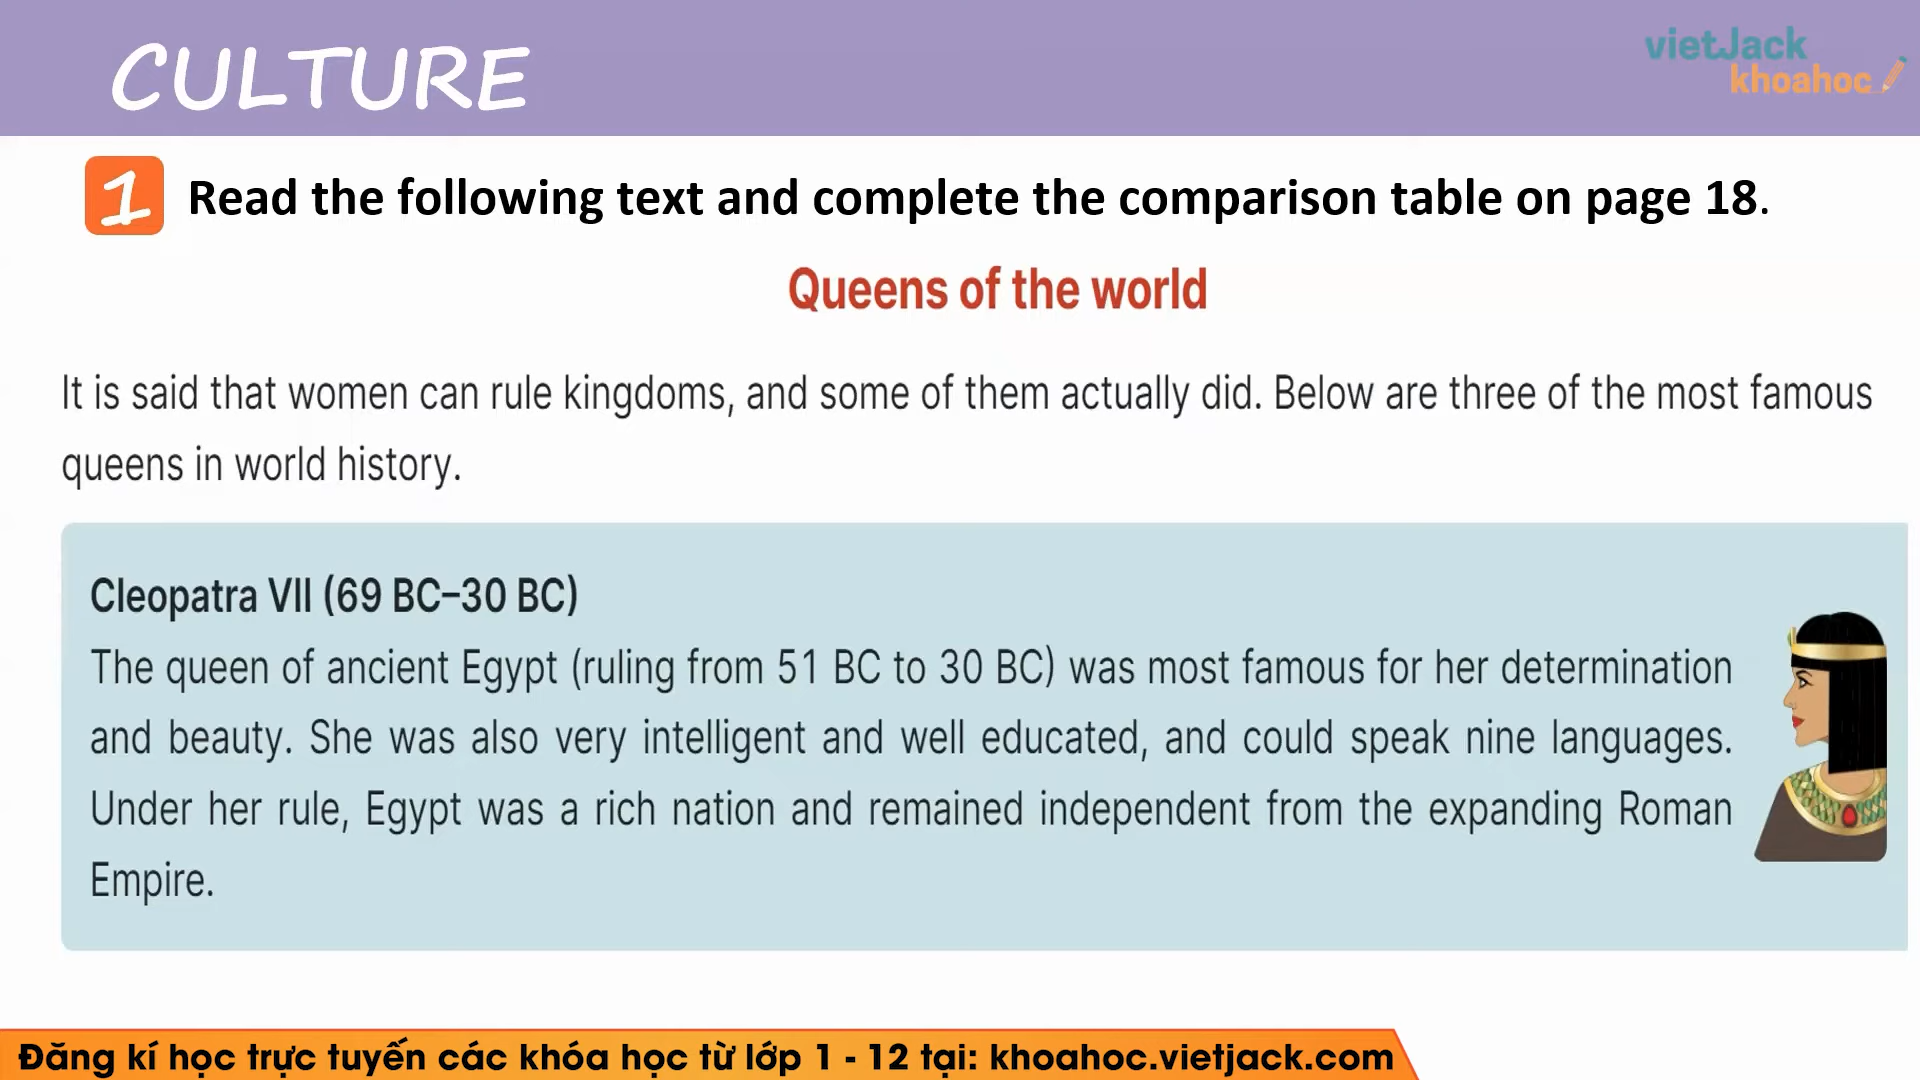 CULTURE
vietJack
khoahoc
1 Read the following text and complete the comparison table on page 18.
Queens of the world
It is said that women can rule kingdoms, and some of them actually did. Below are three of the most famous
queens in world history.
Cleopatra VII (69 BC–30 BC)
The queen of ancient Egypt (ruling from 51 BC to 30 BC) was most famous for her determination
and beauty. She was also very intelligent and well educated, and could speak nine languages.
Under her rule, Egypt was a rich nation and remained independent from the expanding Roman
Empire.
Đăng kí học trực tuyến các khóa học từ lớp 1 - 12 tại: khoahoc.vietjack.com